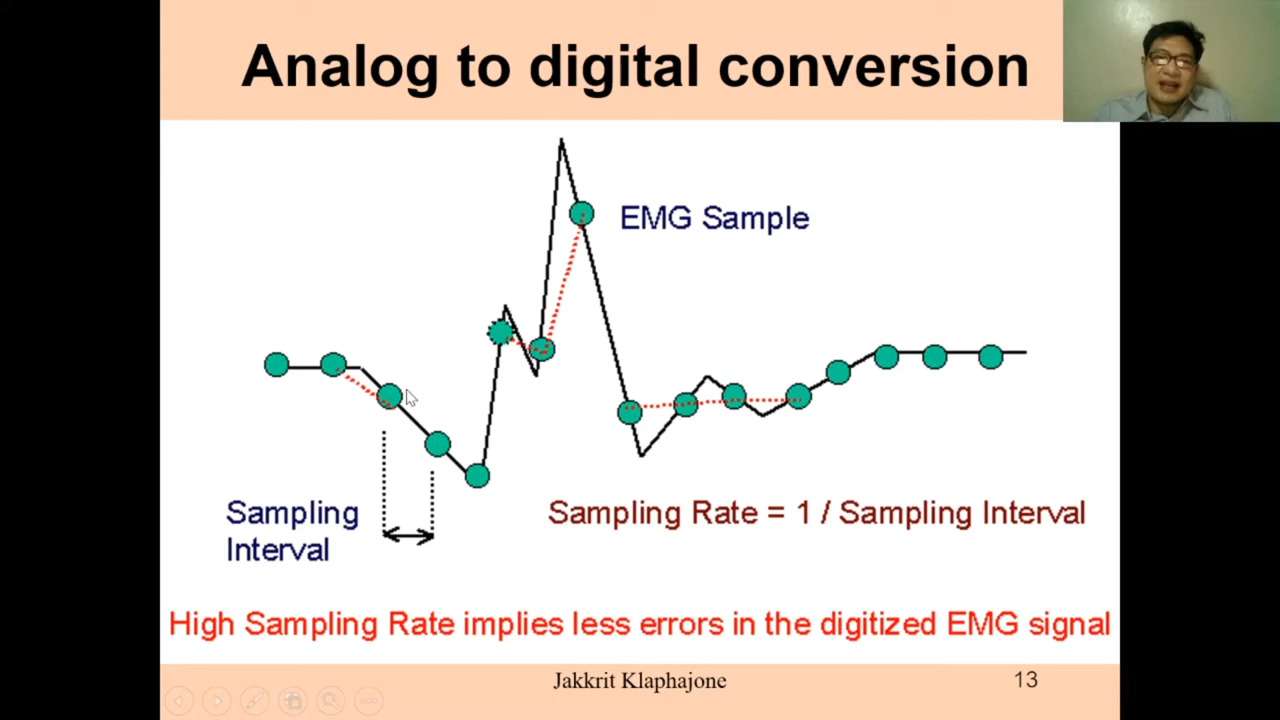 Analog to digital conversion
EMG Sample
Sampling
Interval
Sampling Rate = 1 / Sampling Interval
High Sampling Rate implies less errors in the digitized EMG signal
Jakkrit Klaphajone
13